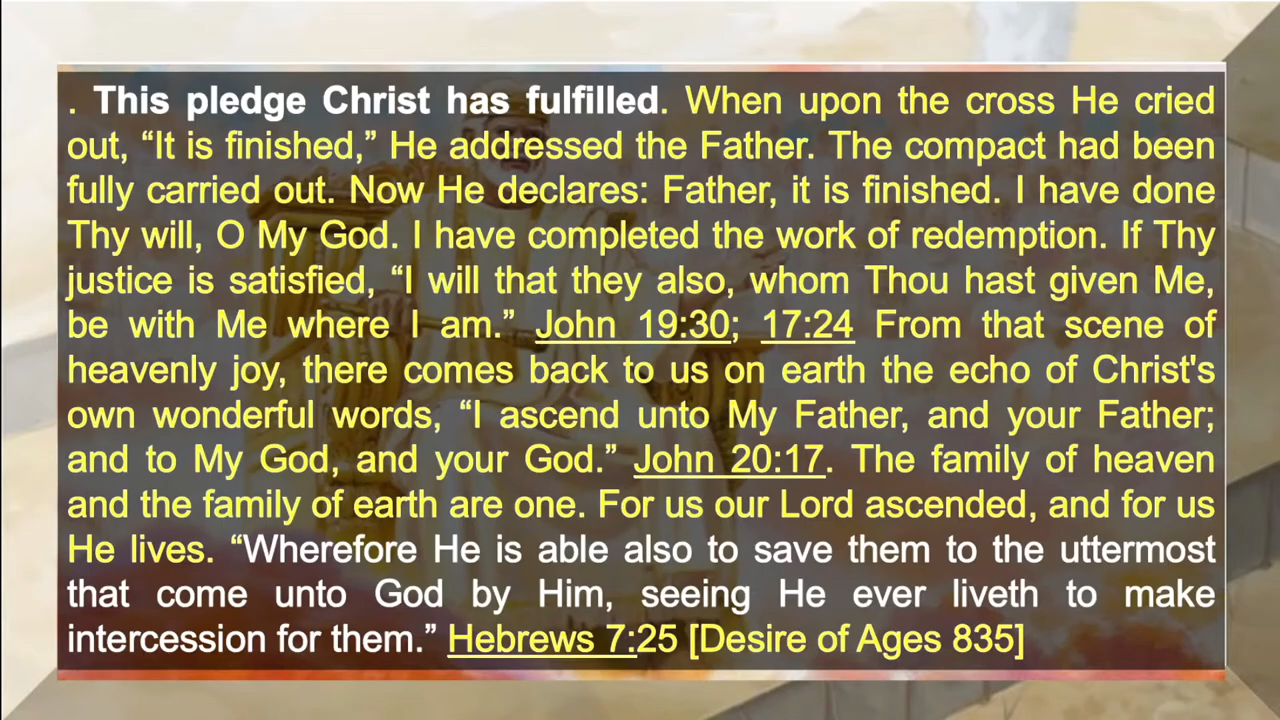 . This pledge Christ has fulfilled. When upon the cross He cried
out, “It is finished,” He addressed the Father. The compact had been
fully carried out. Now He declares: Father, it is finished. I have done
Thy will, O My God. I have completed the work of redemption. If Thy
justice is satisfied, “I will that they also, whom Thou hast given Me,
be with Me where I am.” John 19:30; 17:24 From that scene of
heavenly joy, there comes back to us on earth the echo of Christ's
own wonderful words, “I ascend unto My Father, and your Father;
and to My God, and your God.” John 20:17. The family of heaven
and the family of earth are one. For us our Lord ascended, and for us
He lives. “Wherefore He is able also to save them to the uttermost
that come unto God by Him, seeing He ever liveth to make
intercession for them.” Hebrews 7:25 [Desire of Ages 835]